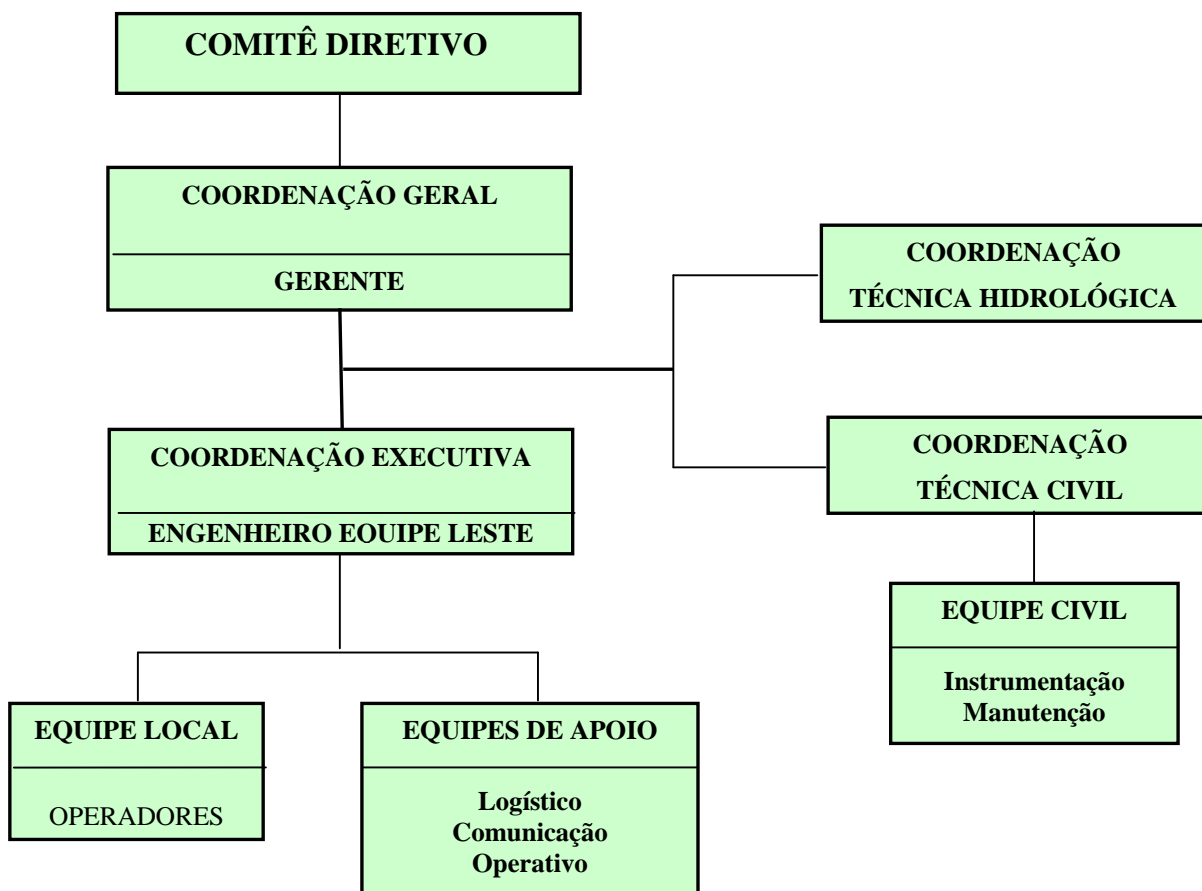 COMITÊ DIRETIVO
COORDENAÇÃO GERAL
GERENTE
COORDENAÇÃO
TÉCNICA HIDROLÓGICA
COORDENAÇÃO EXECUTIVA
ENGENHEIRO EQUIPE LESTE
COORDENAÇÃO
TÉCNICA CIVIL
EQUIPE CIVIL
Instrumentação
Manutenção
EQUIPE LOCAL
OPERADORES
EQUIPES DE APOIO
Logístico
Comunicação
Operativo